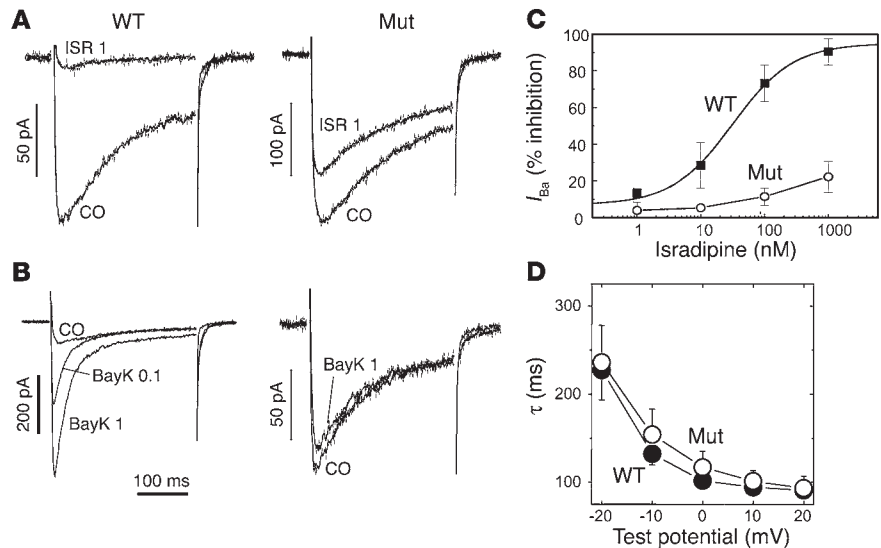 A
WT
Mut
ISR 1
50 pA
CO
100 pA
ISR 1
CO
B
CO
BayK 0.1
BayK 1
200 pA
100 ms
50 pA
BayK 1
CO
C
100
80
60
40
20
0
I Ba (% inhibition)
WT
Mut
1
10
100
1000
Isradipine (nM)
D
300
200
100
τ (ms)
Mut
WT
-20
-10
0
10
20
Test potential (mV)